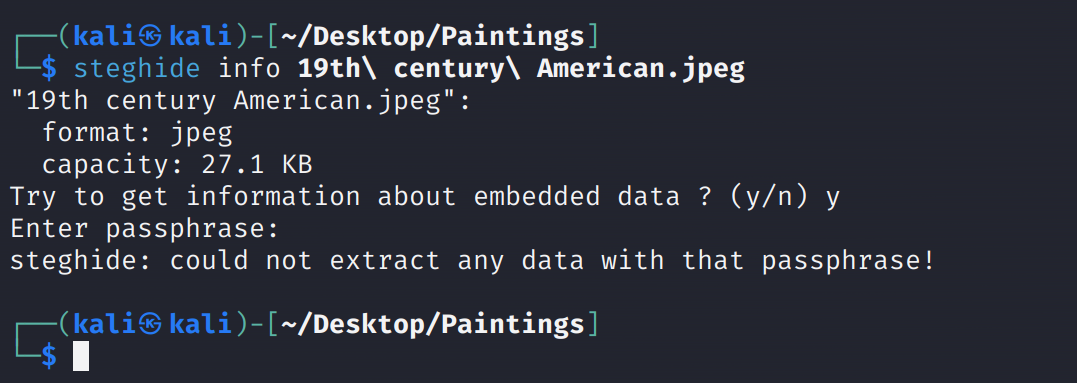 ┌──(kali㉿kali)-[~/Desktop/Paintings]
└─$ steghide info 19th\ century\ American.jpeg
"19th century American.jpeg":
  format: jpeg
  capacity: 27.1 KB
Try to get information about embedded data ? (y/n) y
Enter passphrase:
steghide: could not extract any data with that passphrase!
┌──(kali㉿kali)-[~/Desktop/Paintings]
└─$